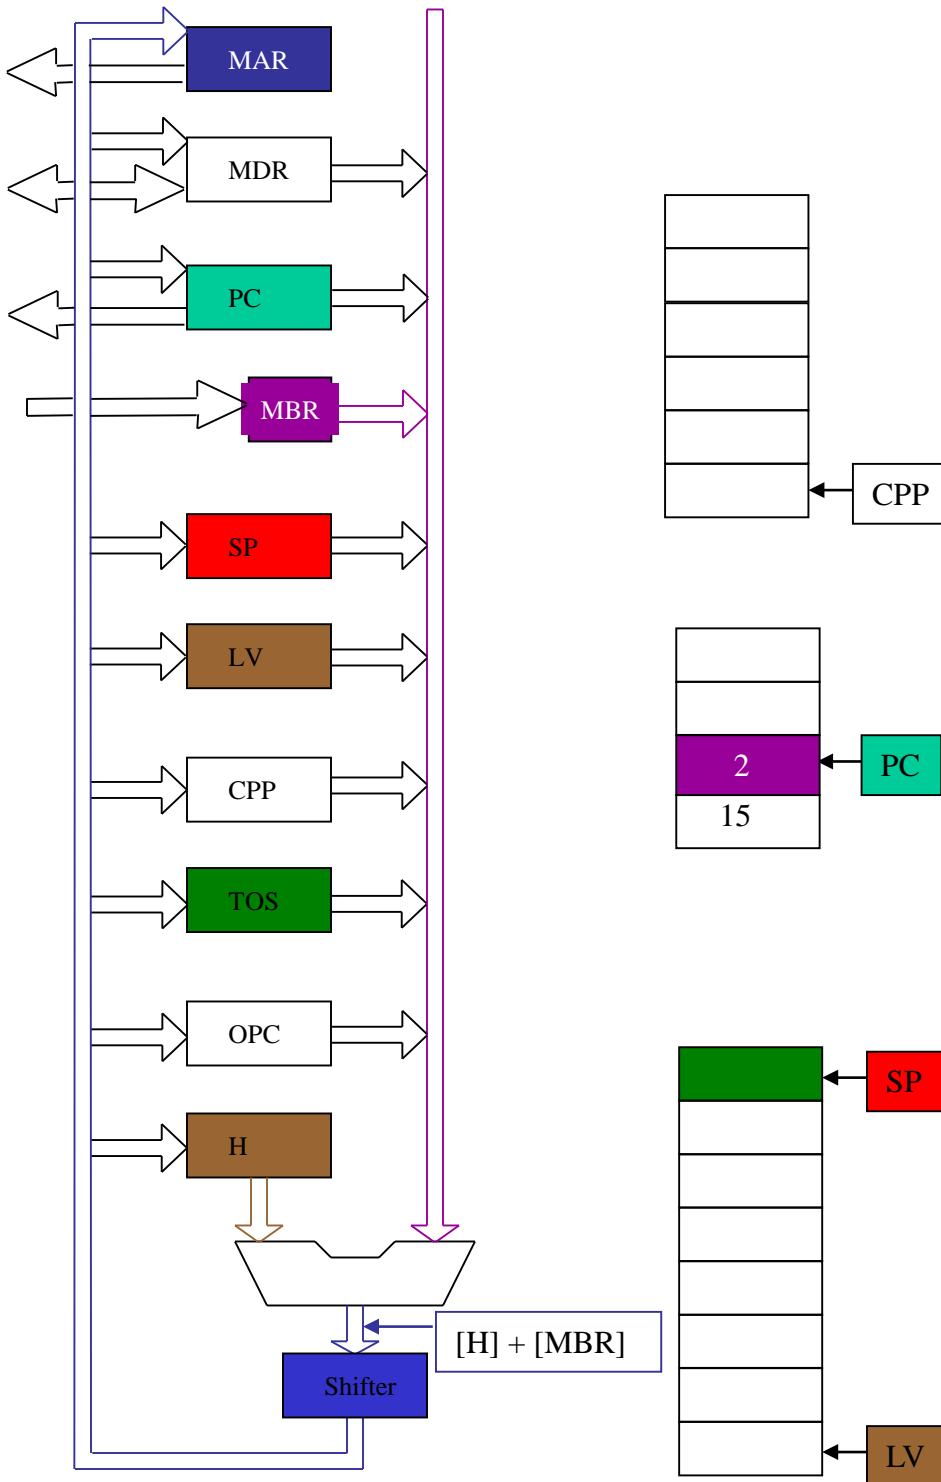 MAR
MDR
PC
MBR
SP
LV
CPP
TOS
OPC
H
[H] + [MBR]
Shifter
CPP
2
PC
15
SP
LV